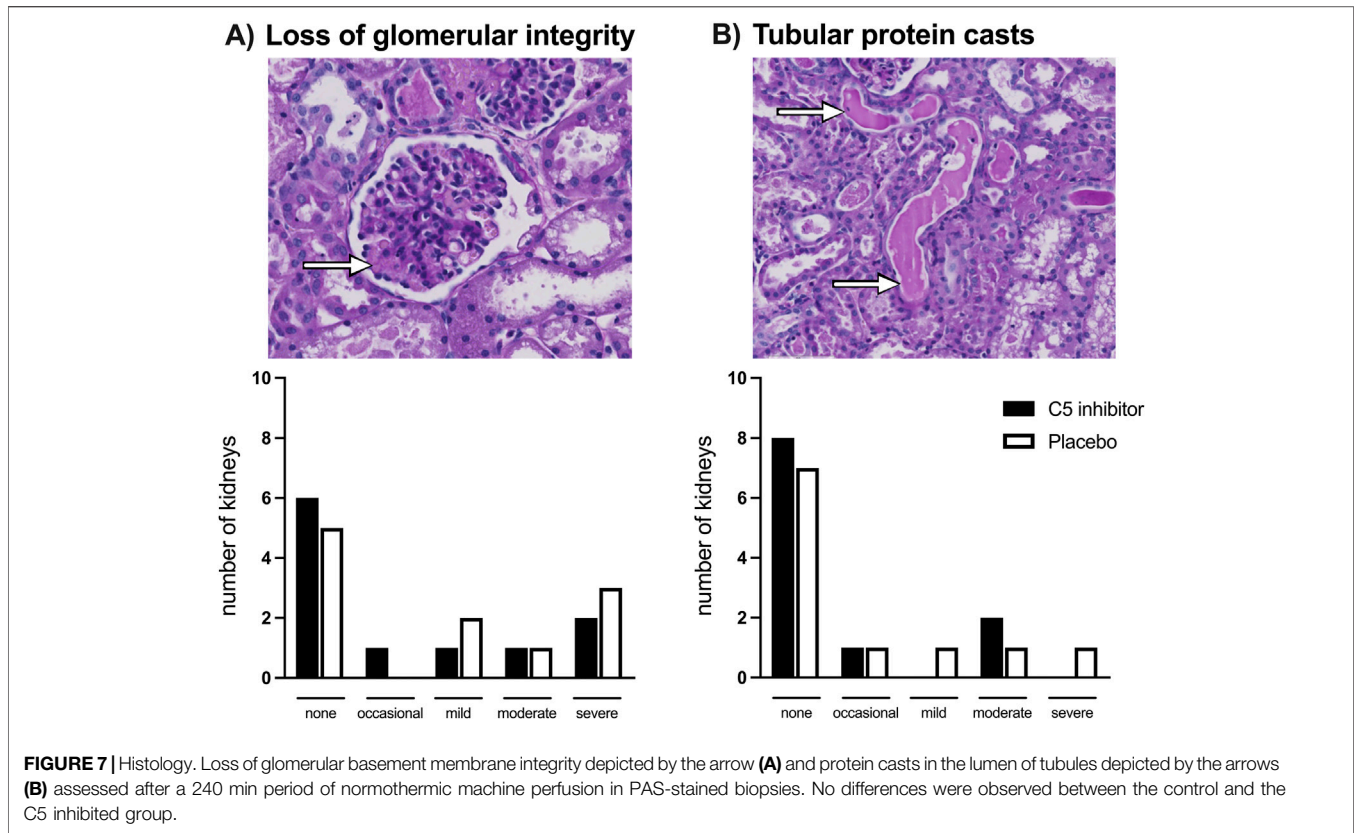 A) Loss of glomerular integrity
B) Tubular protein casts
10
8
6
4
2
0
number of kidneys
none occasional mild moderate severe
10
8
6
4
2
0
number of kidneys
C5 inhibitor
Placebo
none occasional mild moderate severe
FIGURE 7 | Histology. Loss of glomerular basement membrane integrity depicted by the arrow (A) and protein casts in the lumen of tubules depicted by the arrows
(B) assessed after a 240 min period of normothermic machine perfusion in PAS-stained biopsies. No differences were observed between the control and the
C5 inhibited group.